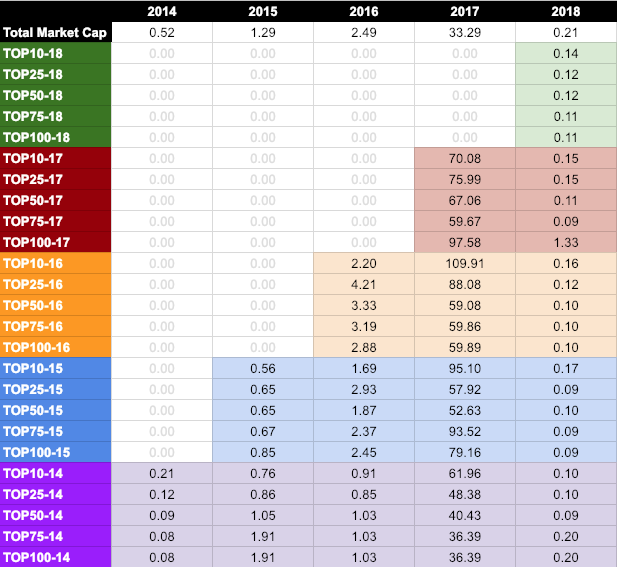 2014 2015 2016 2017 2018
Total Market Cap 0.52 1.29 2.49 33.29 0.21
TOP10-18 0.00 0.00 0.00 0.00 0.14
TOP25-18 0.00 0.00 0.00 0.00 0.12
TOP50-18 0.00 0.00 0.00 0.00 0.12
TOP75-18 0.00 0.00 0.00 0.00 0.11
TOP100-18 0.00 0.00 0.00 0.00 0.11
TOP10-17 0.00 0.00 0.00 70.08 0.15
TOP25-17 0.00 0.00 0.00 75.99 0.15
TOP50-17 0.00 0.00 0.00 67.06 0.11
TOP75-17 0.00 0.00 0.00 59.67 0.09
TOP100-17 0.00 0.00 0.00 97.58 1.33
TOP10-16 0.00 0.00 2.20 109.91 0.16
TOP25-16 0.00 0.00 4.21 88.08 0.12
TOP50-16 0.00 0.00 3.33 59.08 0.10
TOP75-16 0.00 0.00 3.19 59.86 0.10
TOP100-16 0.00 0.00 2.88 59.89 0.10
TOP10-15 0.00 0.56 1.69 95.10 0.17
TOP25-15 0.00 0.65 2.93 57.92 0.09
TOP50-15 0.00 0.65 1.87 52.63 0.10
TOP75-15 0.00 0.67 2.37 93.52 0.09
TOP100-15 0.00 0.85 2.45 79.16 0.09
TOP10-14 0.21 0.76 0.91 61.96 0.10
TOP25-14 0.12 0.86 0.85 48.38 0.10
TOP50-14 0.09 1.05 1.03 40.43 0.09
TOP75-14 0.08 1.91 1.03 36.39 0.20
TOP100-14 0.08 1.91 1.03 36.39 0.20